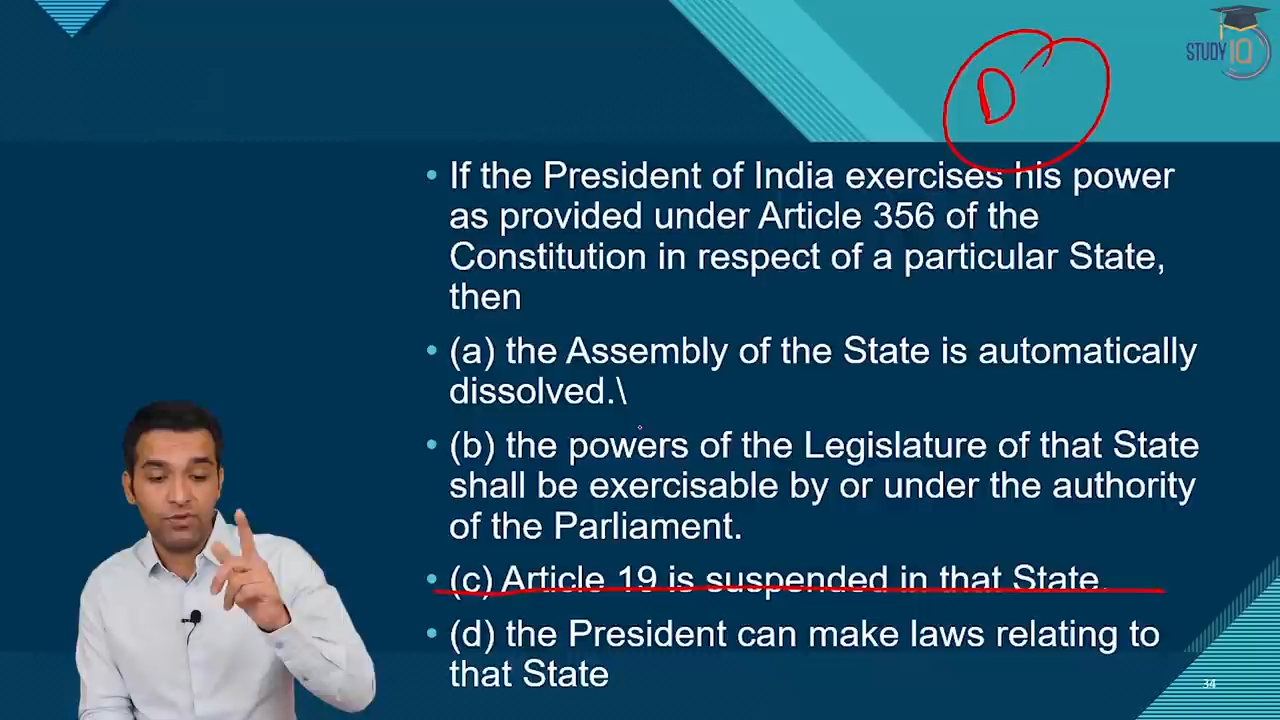 STUDY IQ
D
• If the President of India exercises his power
as provided under Article 356 of the
Constitution in respect of a particular State,
then
• (a) the Assembly of the State is automatically
dissolved.\
• (b) the powers of the Legislature of that State
shall be exercisable by or under the authority
of the Parliament.
• (c) Article 19 is suspended in that State.
• (d) the President can make laws relating to
that State
34